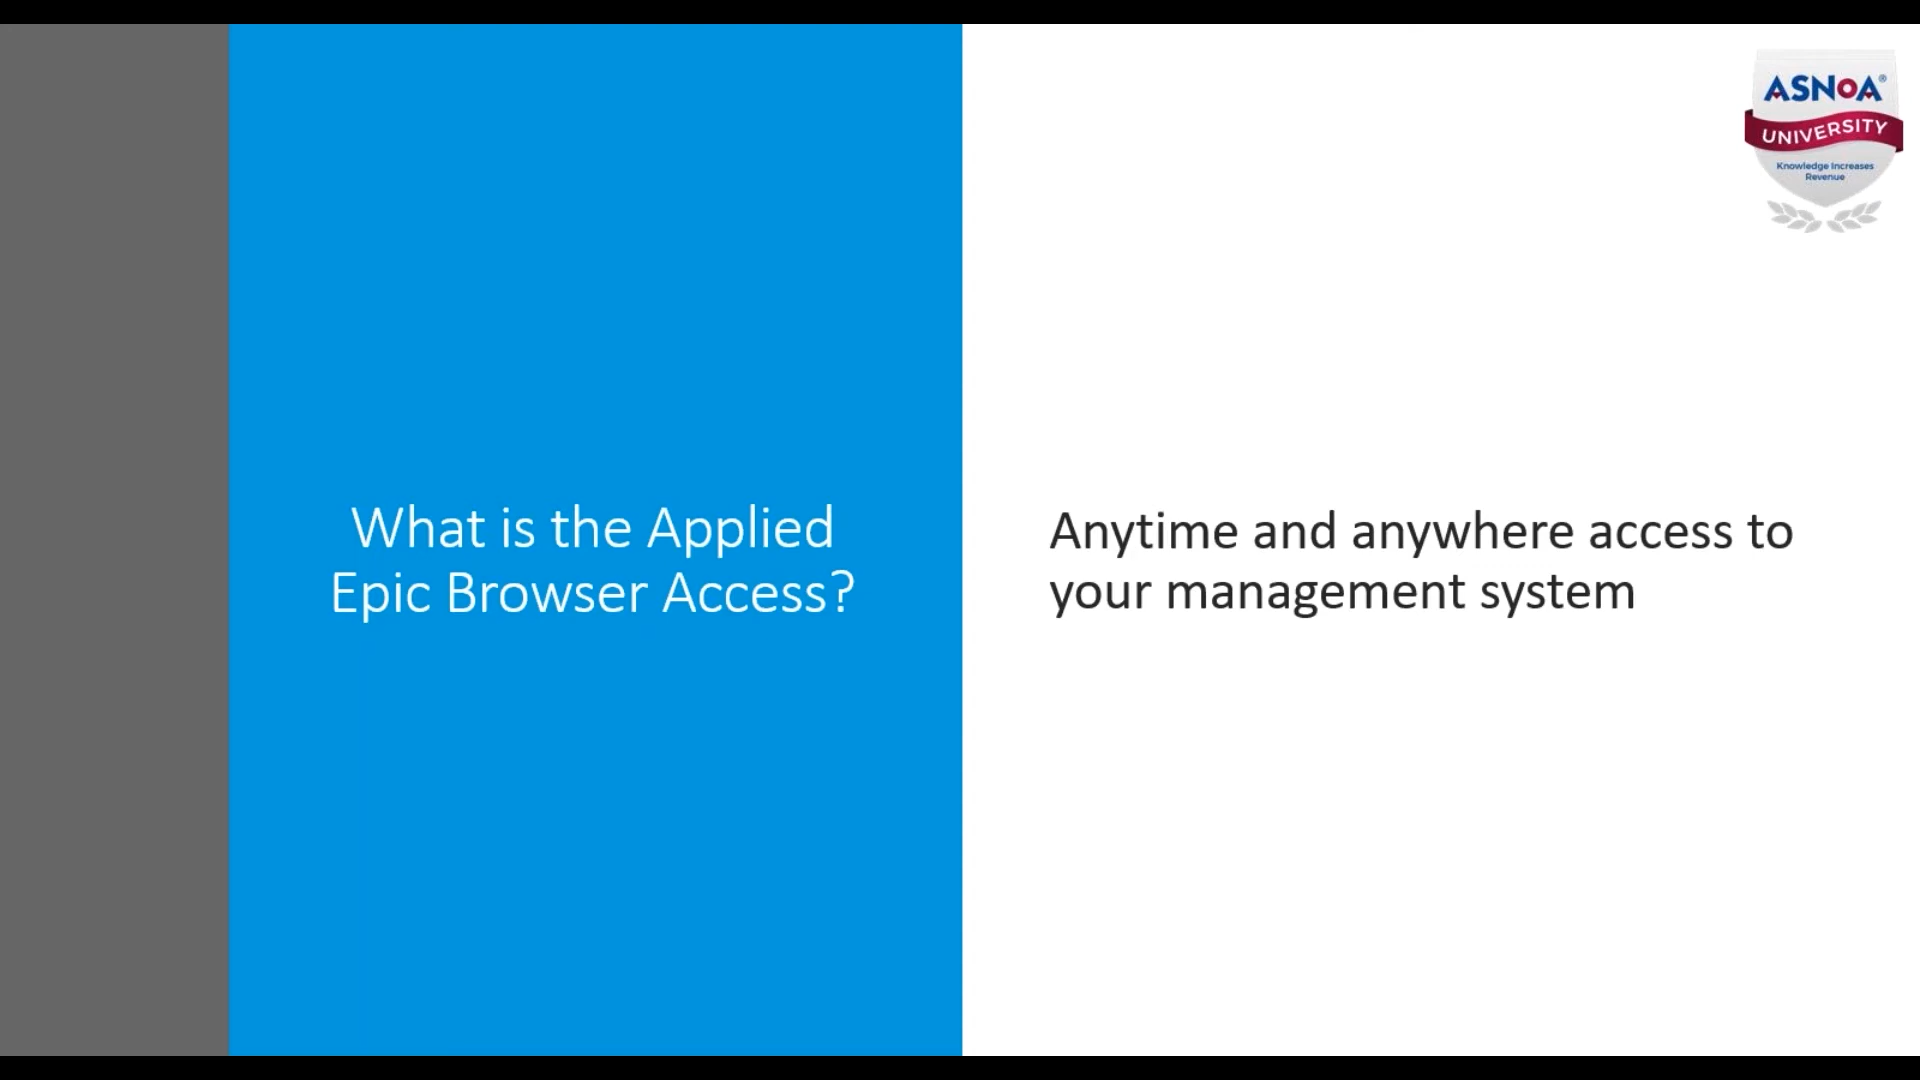 ASNOA®
UNIVERSITY
Knowledge Increases
Revenue
What is the Applied
Epic Browser Access?
Anytime and anywhere access to
your management system